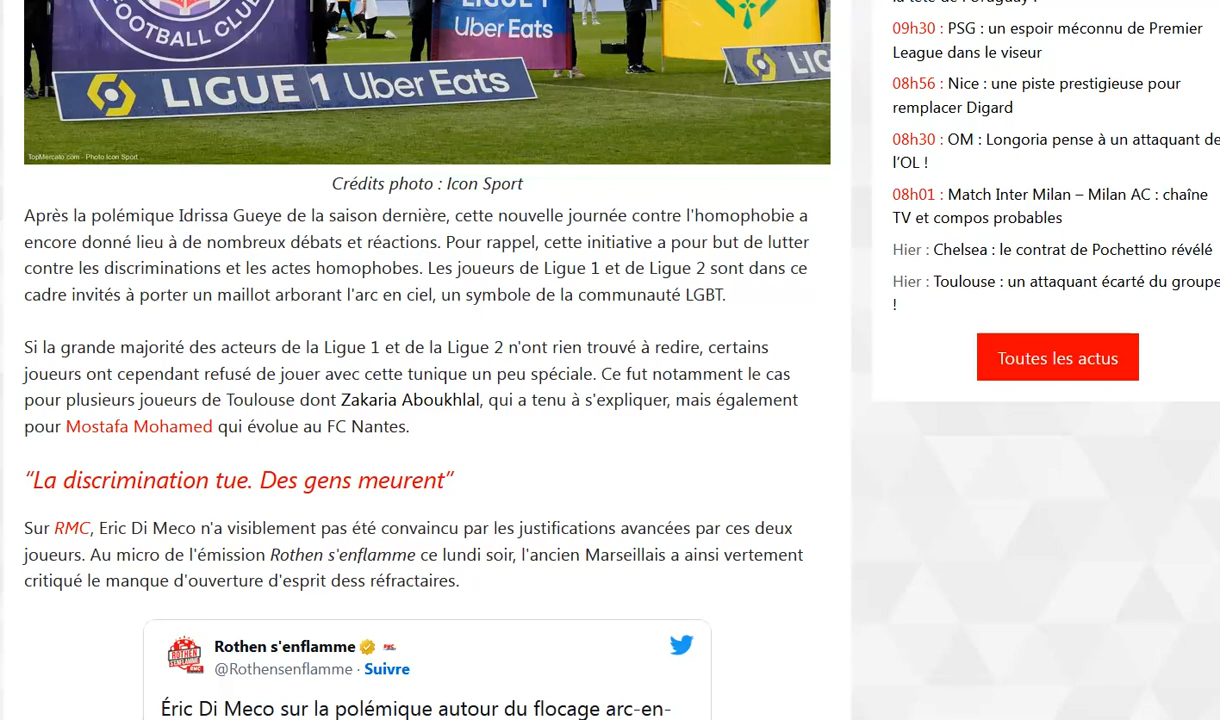 FOOTBALL CLUB
LIGUE 1
Uber Eats
LIGUE 1 Uber Eats
LIG
TopMercato.com - Photo Icon Sport
Crédits photo : Icon Sport
Après la polémique Idrissa Gueye de la saison dernière, cette nouvelle journée contre l'homophobie a
encore donné lieu à de nombreux débats et réactions. Pour rappel, cette initiative a pour but de lutter
contre les discriminations et les actes homophobes. Les joueurs de Ligue 1 et de Ligue 2 sont dans ce
cadre invités à porter un maillot arborant l'arc en ciel, un symbole de la communauté LGBT.
Si la grande majorité des acteurs de la Ligue 1 et de la Ligue 2 n'ont rien trouvé à redire, certains
joueurs ont cependant refusé de jouer avec cette tunique un peu spéciale. Ce fut notamment le cas
pour plusieurs joueurs de Toulouse dont Zakaria Aboukhlal, qui a tenu à s'expliquer, mais également
pour Mostafa Mohamed qui évolue au FC Nantes.
“La discrimination tue. Des gens meurent”
Sur RMC, Eric Di Meco n'a visiblement pas été convaincu par les justifications avancées par ces deux
joueurs. Au micro de l'émission Rothen s'enflamme ce lundi soir, l'ancien Marseillais a ainsi vertement
critiqué le manque d'ouverture d'esprit dess réfractaires.
Rothen s'enflamme
@Rothensenflamme · Suivre
Éric Di Meco sur la polémique autour du flocage arc-en-
la tête de l'Uruguay !
09h30 : PSG : un espoir méconnu de Premier
League dans le viseur
08h56 : Nice : une piste prestigieuse pour
remplacer Digard
08h30 : OM : Longoria pense à un attaquant de
l’OL !
08h01 : Match Inter Milan – Milan AC : chaîne
TV et compos probables
Hier : Chelsea : le contrat de Pochettino révélé
Hier : Toulouse : un attaquant écarté du groupe
!
Toutes les actus